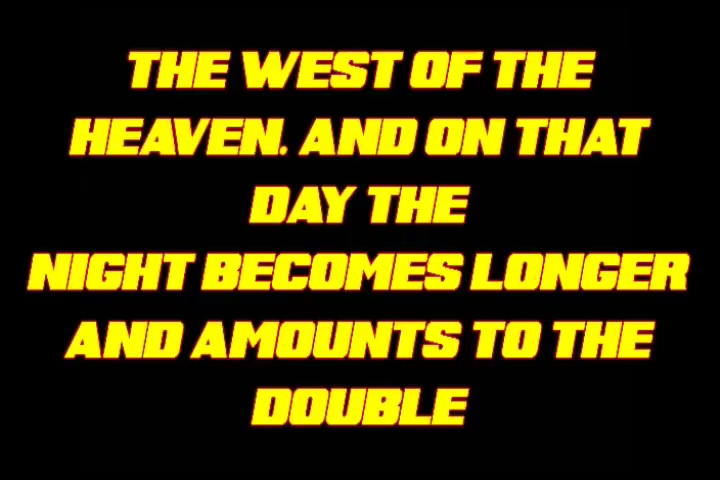 THE WEST OF THE
HEAVEN. AND ON THAT
DAY THE
NIGHT BECOMES LONGER
AND AMOUNTS TO THE
DOUBLE